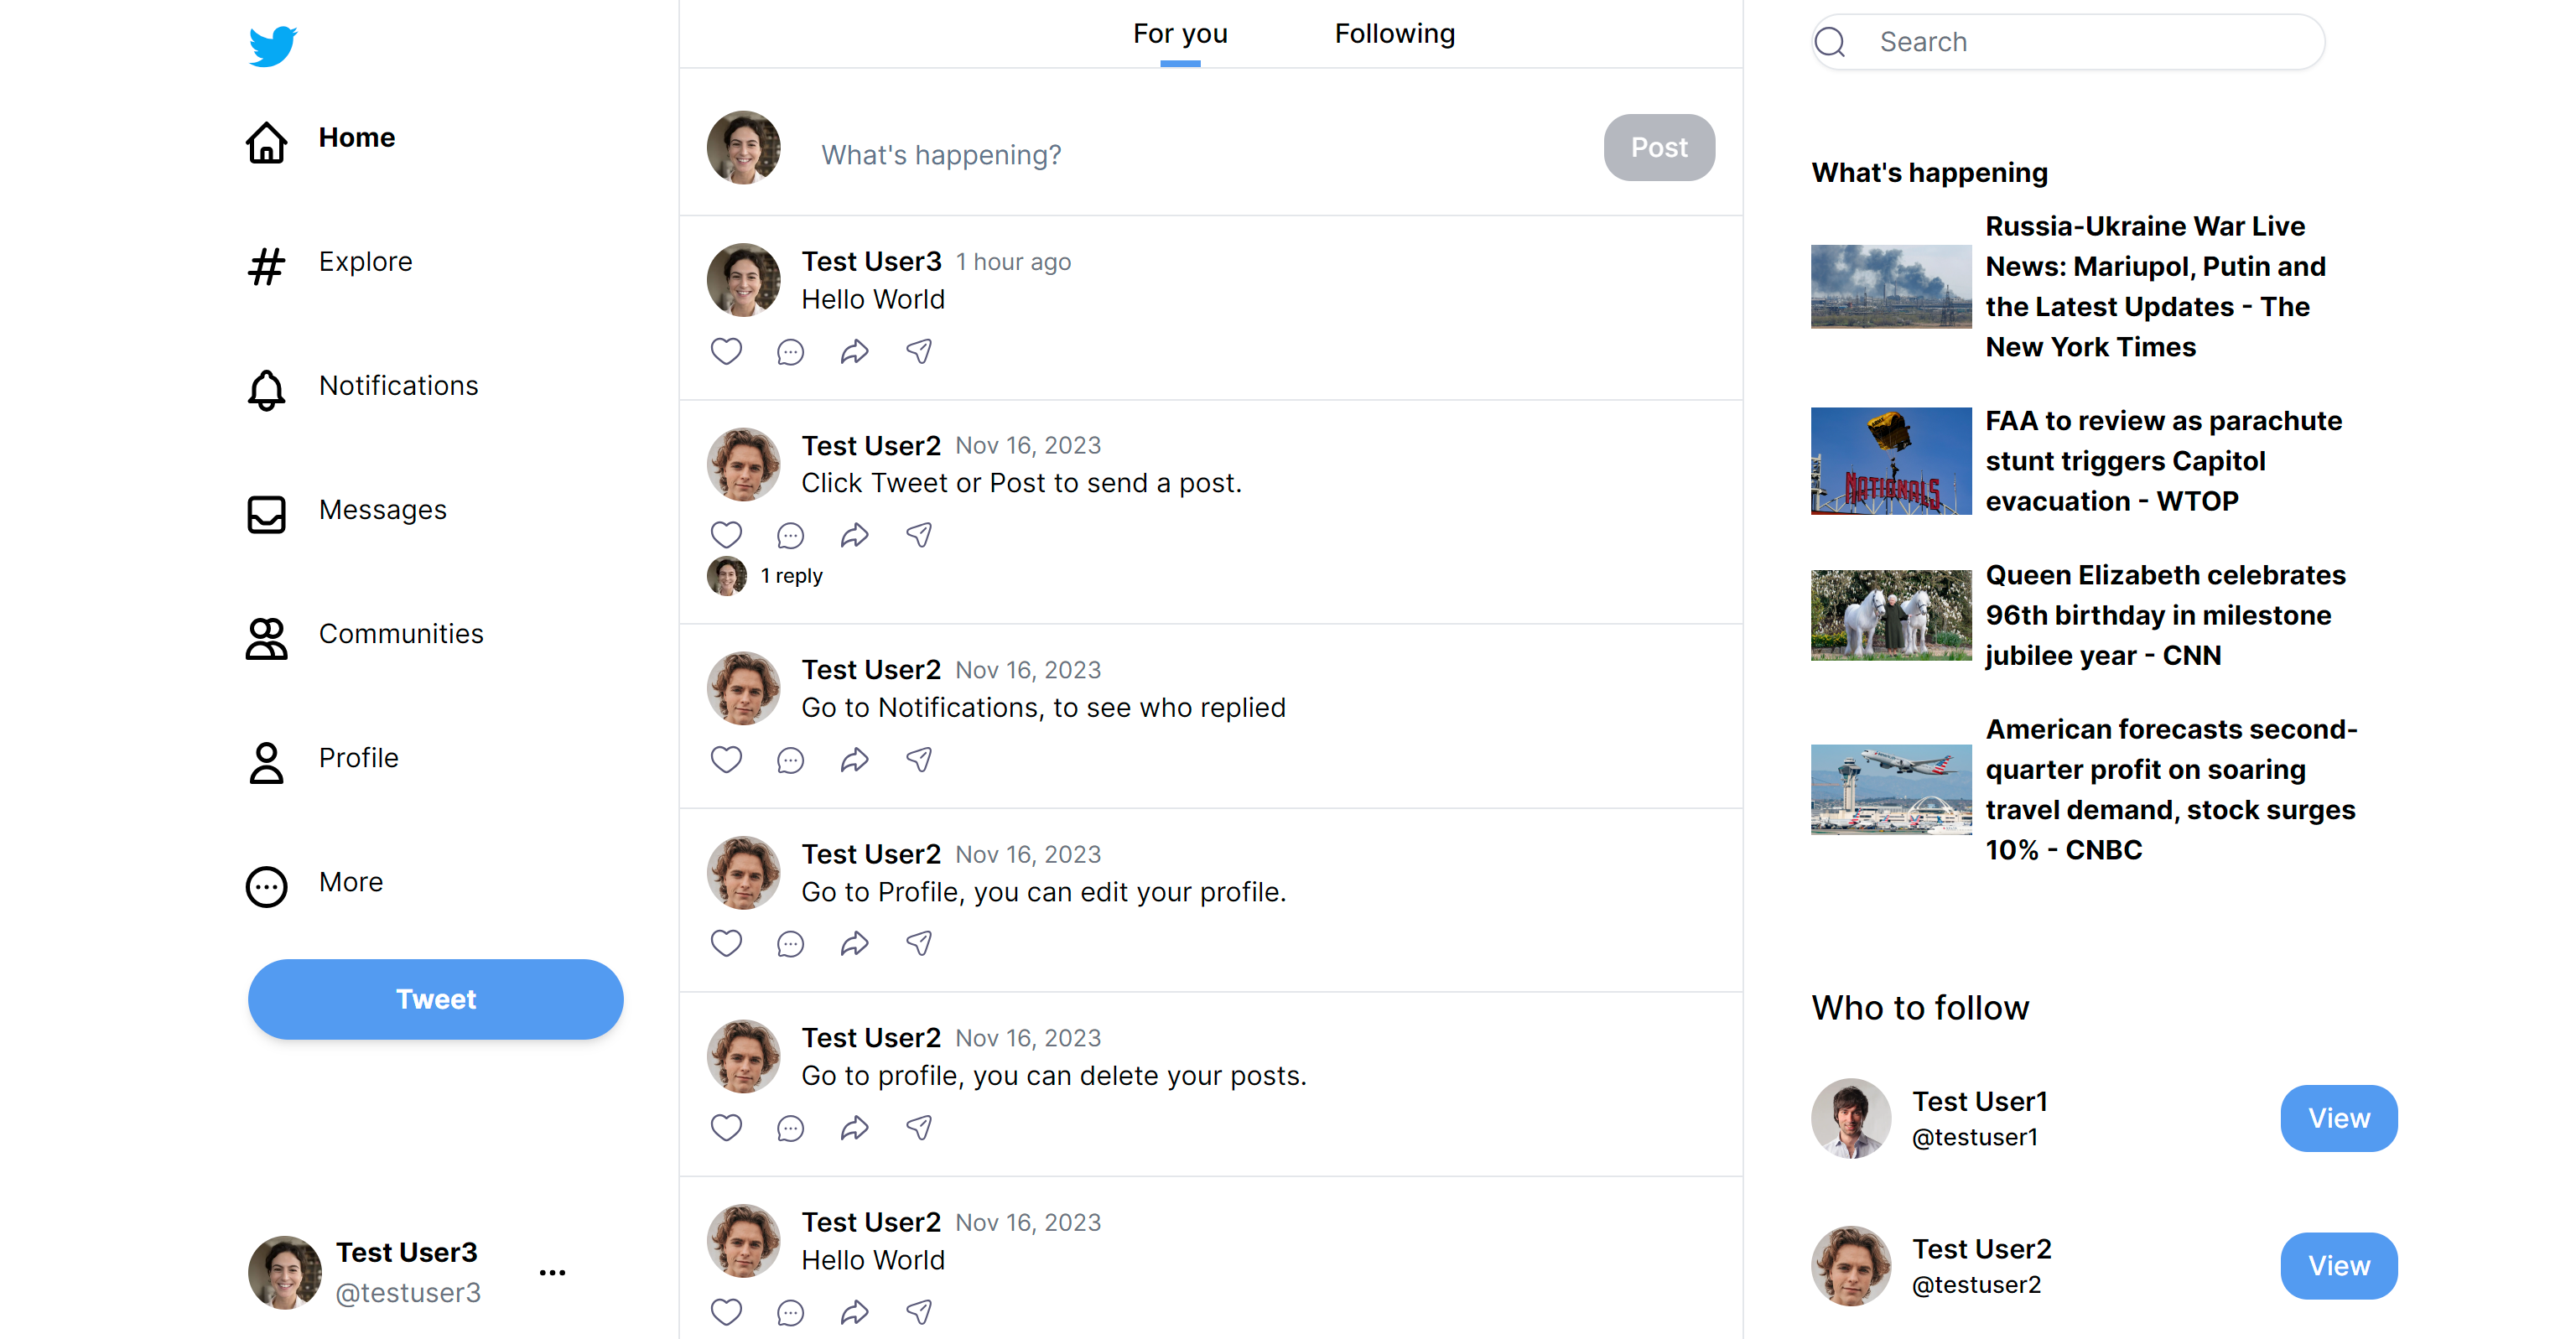 Home
Explore
Notifications
Messages
Communities
Profile
More
Tweet
Test User3
@testuser3
For you
Following
What's happening?
Post
Test User3 1 hour ago
Hello World
Test User2 Nov 16, 2023
Click Tweet or Post to send a post.
1 reply
Test User2 Nov 16, 2023
Go to Notifications, to see who replied
Test User2 Nov 16, 2023
Go to Profile, you can edit your profile.
Test User2 Nov 16, 2023
Go to profile, you can delete your posts.
Test User2 Nov 16, 2023
Hello World
Search
What's happening
Russia-Ukraine War Live
News: Mariupol, Putin and
the Latest Updates - The
New York Times
NATIONALS
FAA to review as parachute
stunt triggers Capitol
evacuation - WTOP
Queen Elizabeth celebrates
96th birthday in milestone
jubilee year - CNN
American forecasts second-
quarter profit on soaring
travel demand, stock surges
10% - CNBC
Who to follow
Test User1
@testuser1
View
Test User2
@testuser2
View